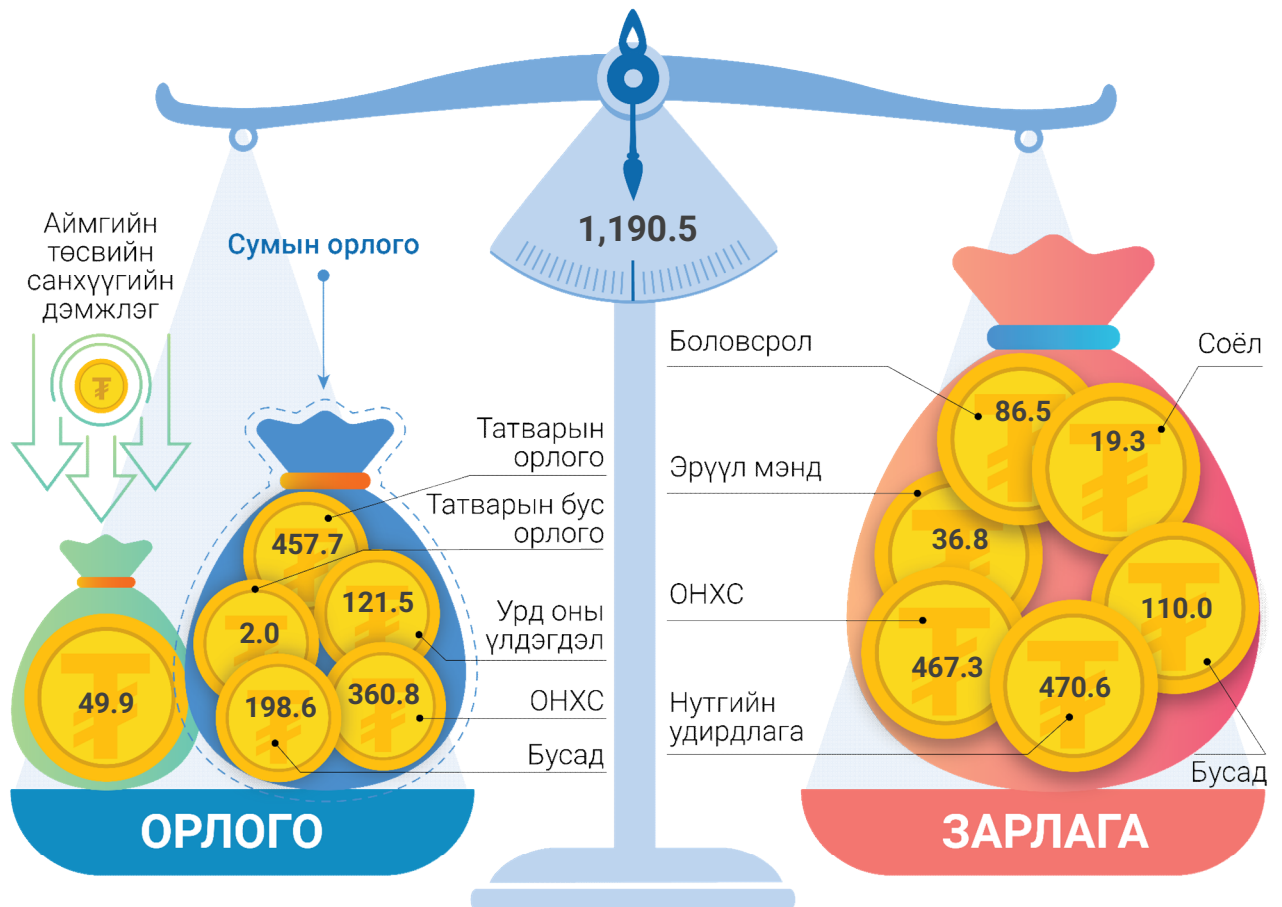 1,190.5
Аймгийн
төсвийн
санхүүгийн
дэмжлэг
Сумын орлого
Татварын
орлого
Татварын бус
орлого
Урд оны
үлдэгдэл
ОНХС
Бусад
457.7
121.5
2.0
360.8
198.6
49.9
ОРЛОГО
Боловсрол
Соёл
Эрүүл мэнд
ОНХС
Нутгийн
удирдлага
Бусад
86.5
19.3
36.8
110.0
467.3
470.6
ЗАРЛАГА